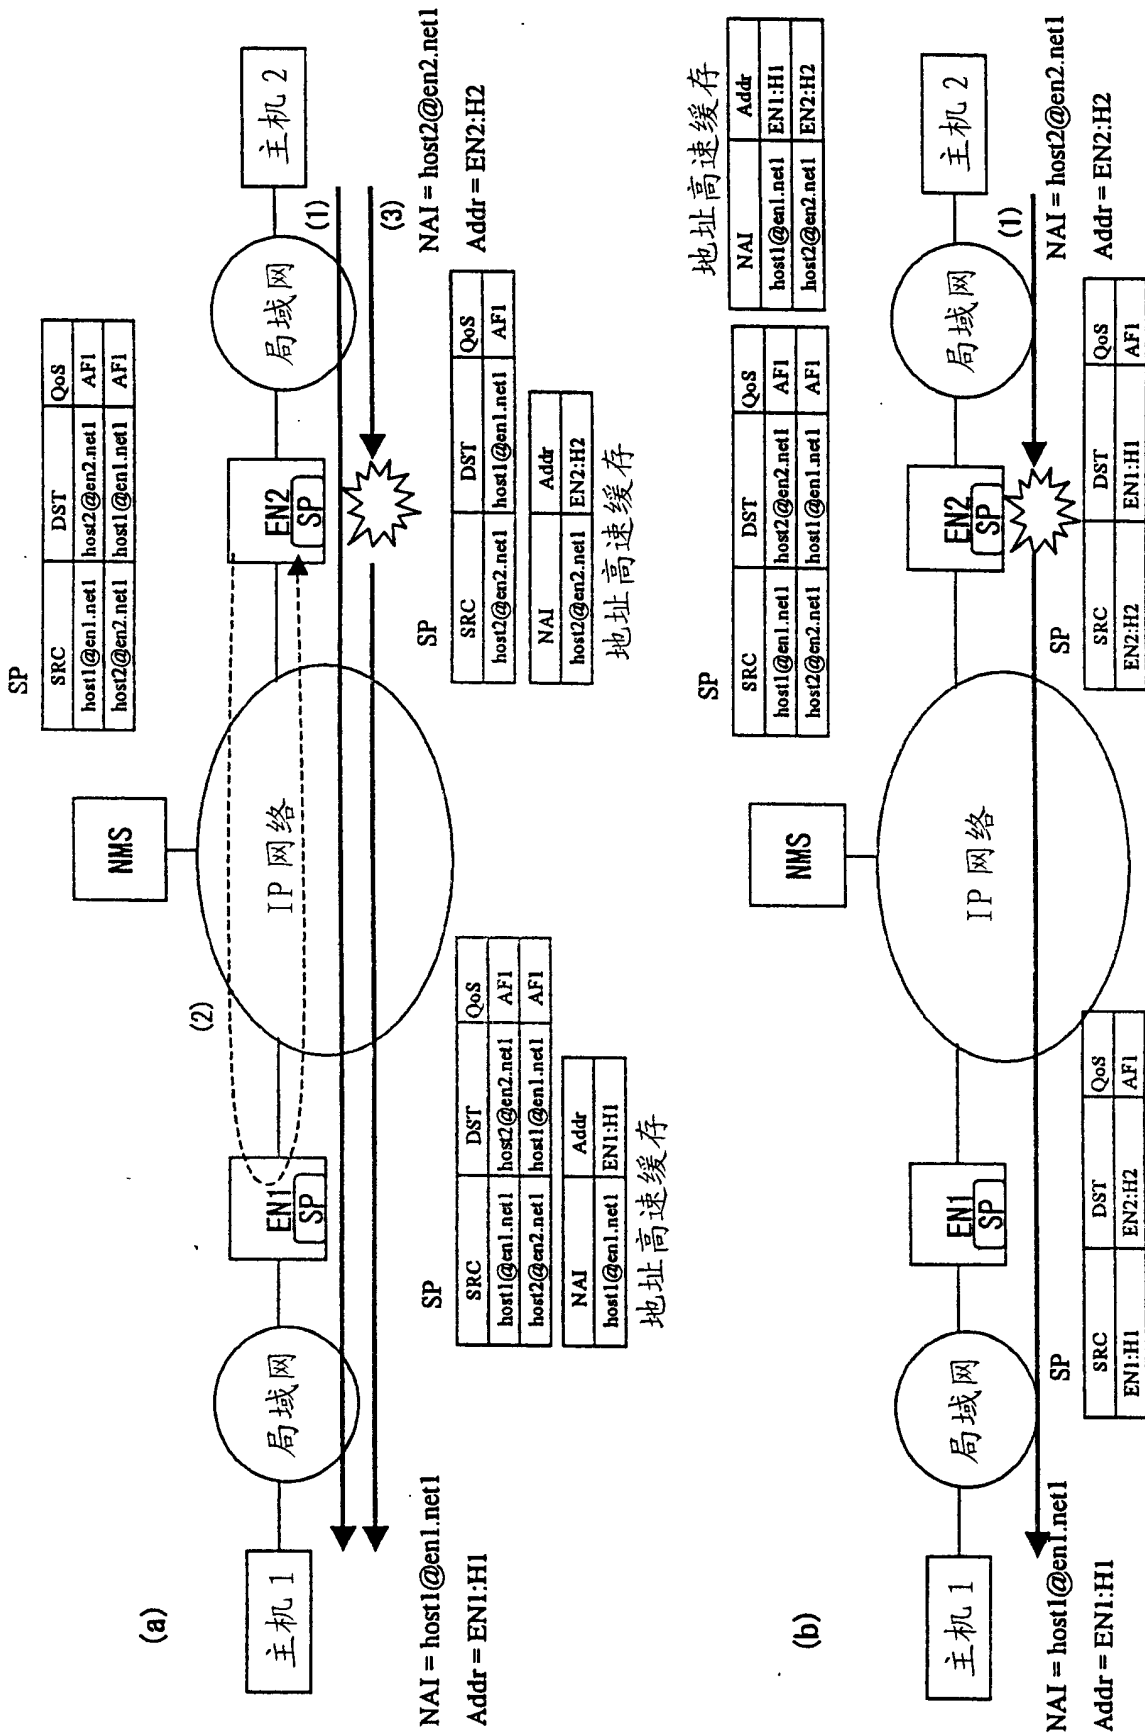 (a)
SP
SRC DST QoS
host1@en1.net1 host2@en2.net1 AF1
host2@en2.net1 host1@en1.net1 AF1
NMS
(2)
主机 1
局域网
EN1
SP
IP 网络
EN2
SP
局域网
主机 2
(1)
(3)
NAI = host1@en1.net1
Addr = EN1:H1
SP
SRC DST QoS
host1@en1.net1 host2@en2.net1 AF1
host2@en2.net1 host1@en1.net1 AF1
NAI Addr
host1@en1.net1 EN1:H1
地址高速缓存
SP
SRC DST QoS
host2@en2.net1 host1@en1.net1 AF1
NAI Addr
host2@en2.net1 EN2:H2
地址高速缓存
NAI = host2@en2.net1
Addr = EN2:H2
(b)
SP
SRC DST QoS
host1@en1.net1 host2@en2.net1 AF1
host2@en2.net1 host1@en1.net1 AF1
地址高速缓存
NAI Addr
host1@en1.net1 EN1:H1
host2@en2.net1 EN2:H2
NMS
主机 1
局域网
EN1
SP
IP 网络
EN2
SP
局域网
主机 2
(1)
NAI = host1@en1.net1
Addr = EN1:H1
SP
SRC DST QoS
EN1:H1 EN2:H2 AF1
SP
SRC DST QoS
EN2:H2 EN1:H1 AF1
NAI = host2@en2.net1
Addr = EN2:H2